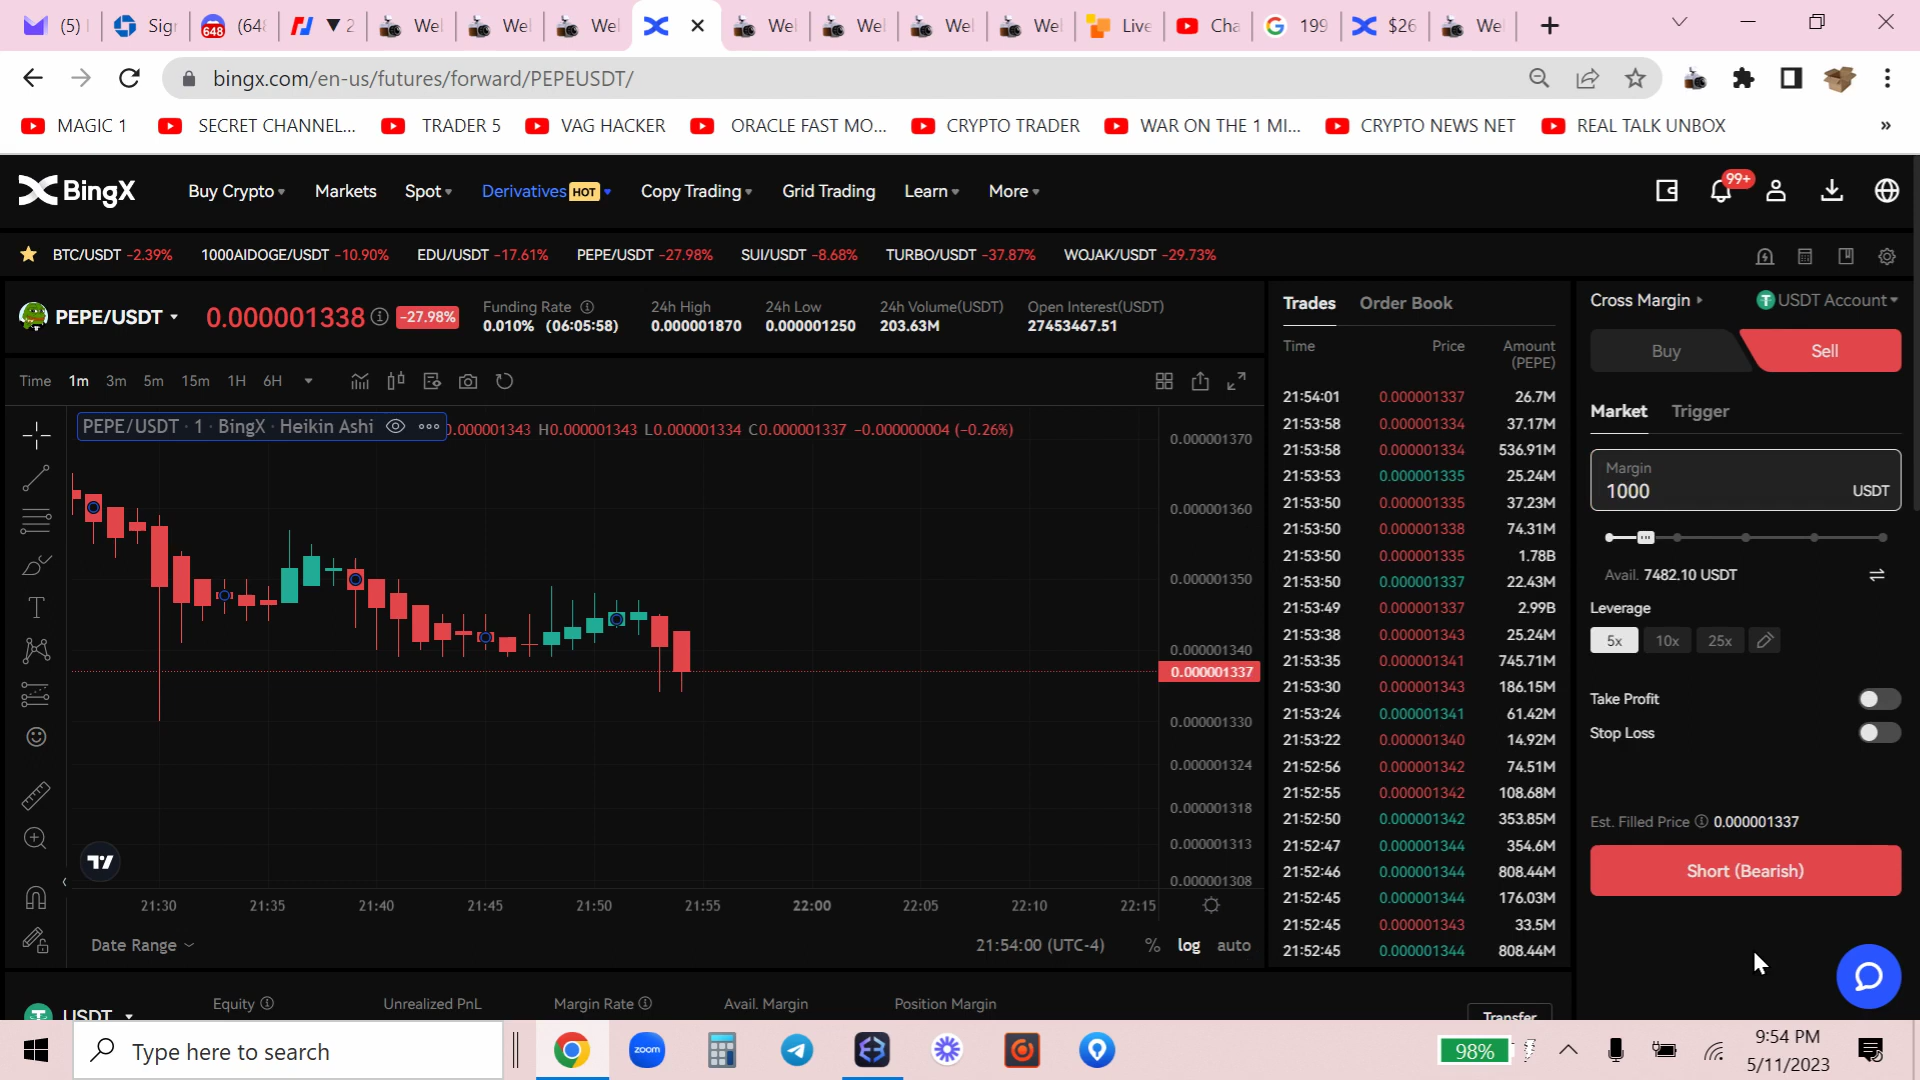 (5)
Sigr
648
(648
▼ 2
Wel
Wel
Wel
Wel
Wel
Wel
Wel
Live
Cha
199
$26
Wel
bingx.com/en-us/futures/forward/PEPEUSDT/
MAGIC 1
SECRET CHANNEL...
TRADER 5
VAG HACKER
ORACLE FAST MO...
CRYPTO TRADER
WAR ON THE 1 MI...
CRYPTO NEWS NET
REAL TALK UNBOX
»
BingX
Buy Crypto
Markets
Spot
Derivatives HOT
Copy Trading
Grid Trading
Learn
More
99+
BTC/USDT -2.39%
1000AIDOGE/USDT -10.90%
EDU/USDT -17.61%
PEPE/USDT -27.98%
SUI/USDT -8.68%
TURBO/USDT -37.87%
WOJAK/USDT -29.73%
PEPE/USDT
0.000001338
-27.98%
Funding Rate
0.010% (06:05:58)
24h High
0.000001870
24h Low
0.000001250
24h Volume(USDT)
203.63M
Open Interest(USDT)
27453467.51
Time 1m 3m 5m 15m 1H 6H
PEPE/USDT · 1 · BingX · Heikin Ashi
0.000001343 H0.000001343 L0.000001334 C0.000001337 -0.000000004 (-0.26%)
0.000001370
0.000001360
0.000001350
0.000001340
0.000001337
0.000001330
0.000001324
0.000001318
0.000001313
0.000001308
21:30 21:35 21:40 21:45 21:50 21:55 22:00 22:05 22:10 22:15
Date Range
21:54:00 (UTC-4)
% log auto
Trades Order Book
Time Price Amount (PEPE)
21:54:01 0.000001337 26.7M
21:53:58 0.000001334 37.17M
21:53:58 0.000001334 536.91M
21:53:53 0.000001335 25.24M
21:53:50 0.000001335 37.23M
21:53:50 0.000001338 74.31M
21:53:50 0.000001335 1.78B
21:53:50 0.000001337 22.43M
21:53:49 0.000001337 2.99B
21:53:38 0.000001343 25.24M
21:53:35 0.000001341 745.71M
21:53:30 0.000001343 186.15M
21:53:24 0.000001341 61.42M
21:53:22 0.000001340 14.92M
21:52:56 0.000001342 74.51M
21:52:55 0.000001342 108.68M
21:52:50 0.000001342 353.85M
21:52:47 0.000001344 354.6M
21:52:46 0.000001344 808.44M
21:52:45 0.000001344 176.03M
21:52:45 0.000001343 33.5M
21:52:45 0.000001344 808.44M
Cross Margin
USDT Account
Buy Sell
Market Trigger
Margin
1000 USDT
Avail. 7482.10 USDT
Leverage
5x 10x 25x
Take Profit
Stop Loss
Est. Filled Price 0.000001337
Short (Bearish)
USDT
Equity
Unrealized PnL
Margin Rate
Avail. Margin
Position Margin
Transfer
Type here to search
zoom
98%
9:54 PM
5/11/2023